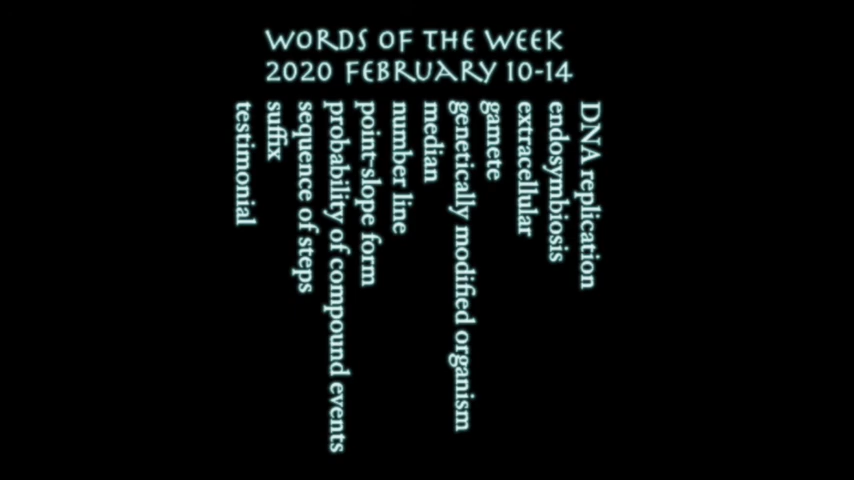 WORDS OF THE WEEK
2020 FEBRUARY 10-14
DNA replication
endosymbiosis
extracellular
gamete
genetically modified organism
median
number line
point-slope form
probability of compound events
sequence of steps
suffix
testimonial